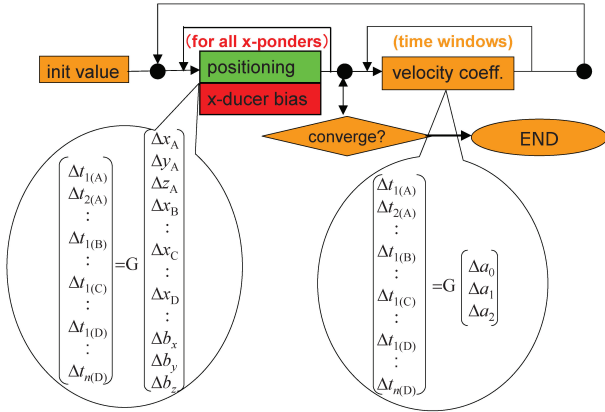 (for all x-ponders)
(time windows)
init value
positioning
x-ducer bias
velocity coeff.
converge?
END
Δt1(A)
Δt2(A)
⋮
Δt1(B)
⋮
Δt1(C)
⋮
Δt1(D)
⋮
Δtn(D)
=G
ΔxA
ΔyA
ΔzA
ΔxB
⋮
ΔxC
⋮
ΔxD
⋮
Δbx
Δby
Δbz
Δt1(A)
Δt2(A)
⋮
Δt1(B)
⋮
Δt1(C)
⋮
Δt1(D)
⋮
Δtn(D)
=G
Δa0
Δa1
Δa2